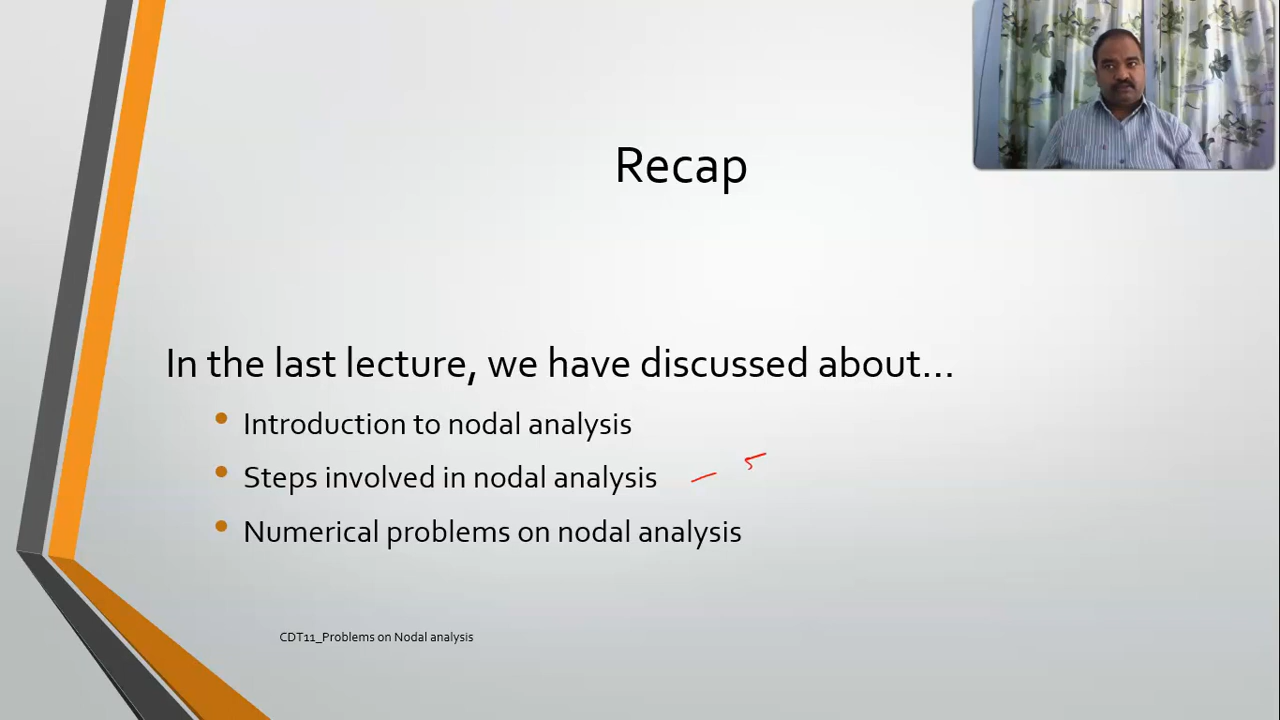 Recap
In the last lecture, we have discussed about...
• Introduction to nodal analysis
• Steps involved in nodal analysis
• Numerical problems on nodal analysis
CDT11_Problems on Nodal analysis